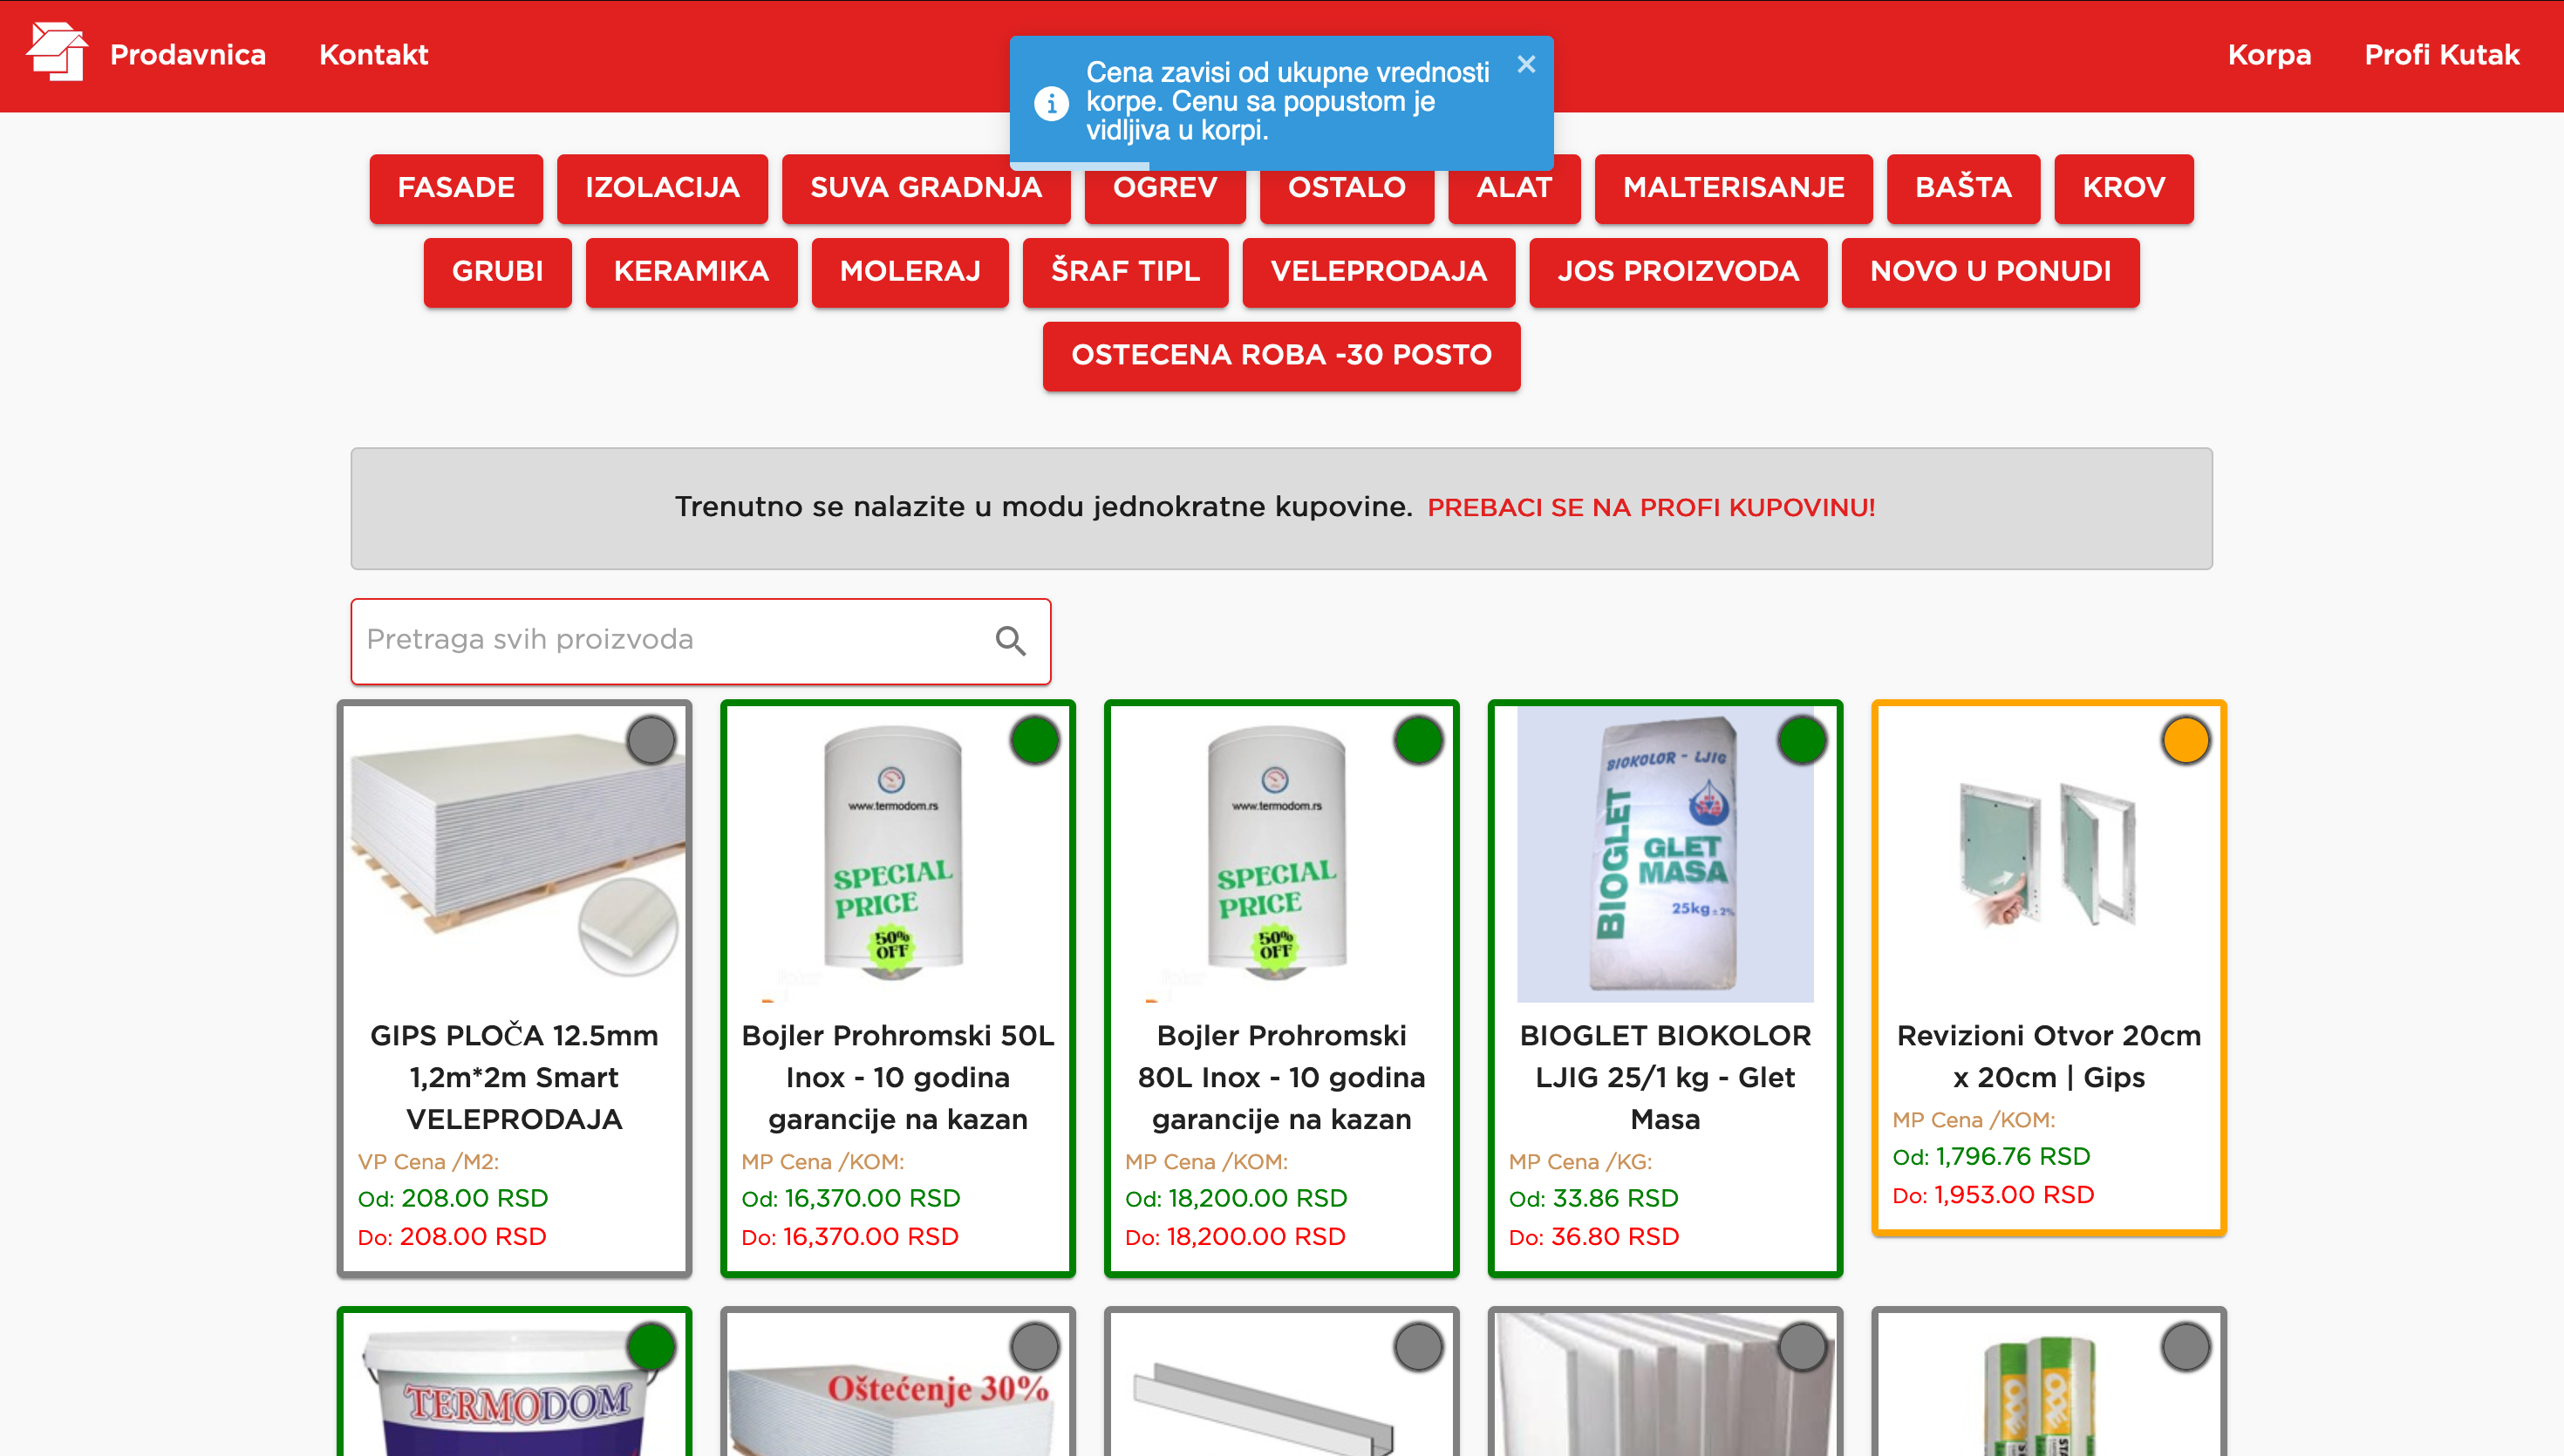 Prodavnica
Kontakt
Cena zavisi od ukupne vrednosti
korpe. Cenu sa popustom je
vidljiva u korpi.
Korpa
Profi Kutak
FASADE
IZOLACIJA
SUVA GRADNJA
OGREV
OSTALO
ALAT
MALTERISANJE
BAŠTA
KROV
GRUBI
KERAMIKA
MOLERAJ
ŠRAF TIPL
VELEPRODAJA
JOS PROIZVODA
NOVO U PONUDI
OSTECENA ROBA -30 POSTO
Trenutno se nalazite u modu jednokratne kupovine. PREBACI SE NA PROFI KUPOVINU!
Pretraga svih proizvoda
GIPS PLOČA 12.5mm
1,2m*2m Smart
VELEPRODAJA
VP Cena /M2:
Od: 208.00 RSD
Do: 208.00 RSD
www.termodom.rs
SPECIAL
PRICE
50%
OFF
Bojler Prohromski 50L
Inox - 10 godina
garancije na kazan
MP Cena /KOM:
Od: 16,370.00 RSD
Do: 16,370.00 RSD
www.termodom.rs
SPECIAL
PRICE
50%
OFF
Bojler Prohromski
80L Inox - 10 godina
garancije na kazan
MP Cena /KOM:
Od: 18,200.00 RSD
Do: 18,200.00 RSD
BIOKOLOR - LJIG
BIOGLET
GLET
MASA
25kg ± 2%
BIOGLET BIOKOLOR
LJIG 25/1 kg - Glet
Masa
MP Cena /KG:
Od: 33.86 RSD
Do: 36.80 RSD
Revizioni Otvor 20cm
x 20cm | Gips
MP Cena /KOM:
Od: 1,796.76 RSD
Do: 1,953.00 RSD
TERMODOM
Oštećenje 30%